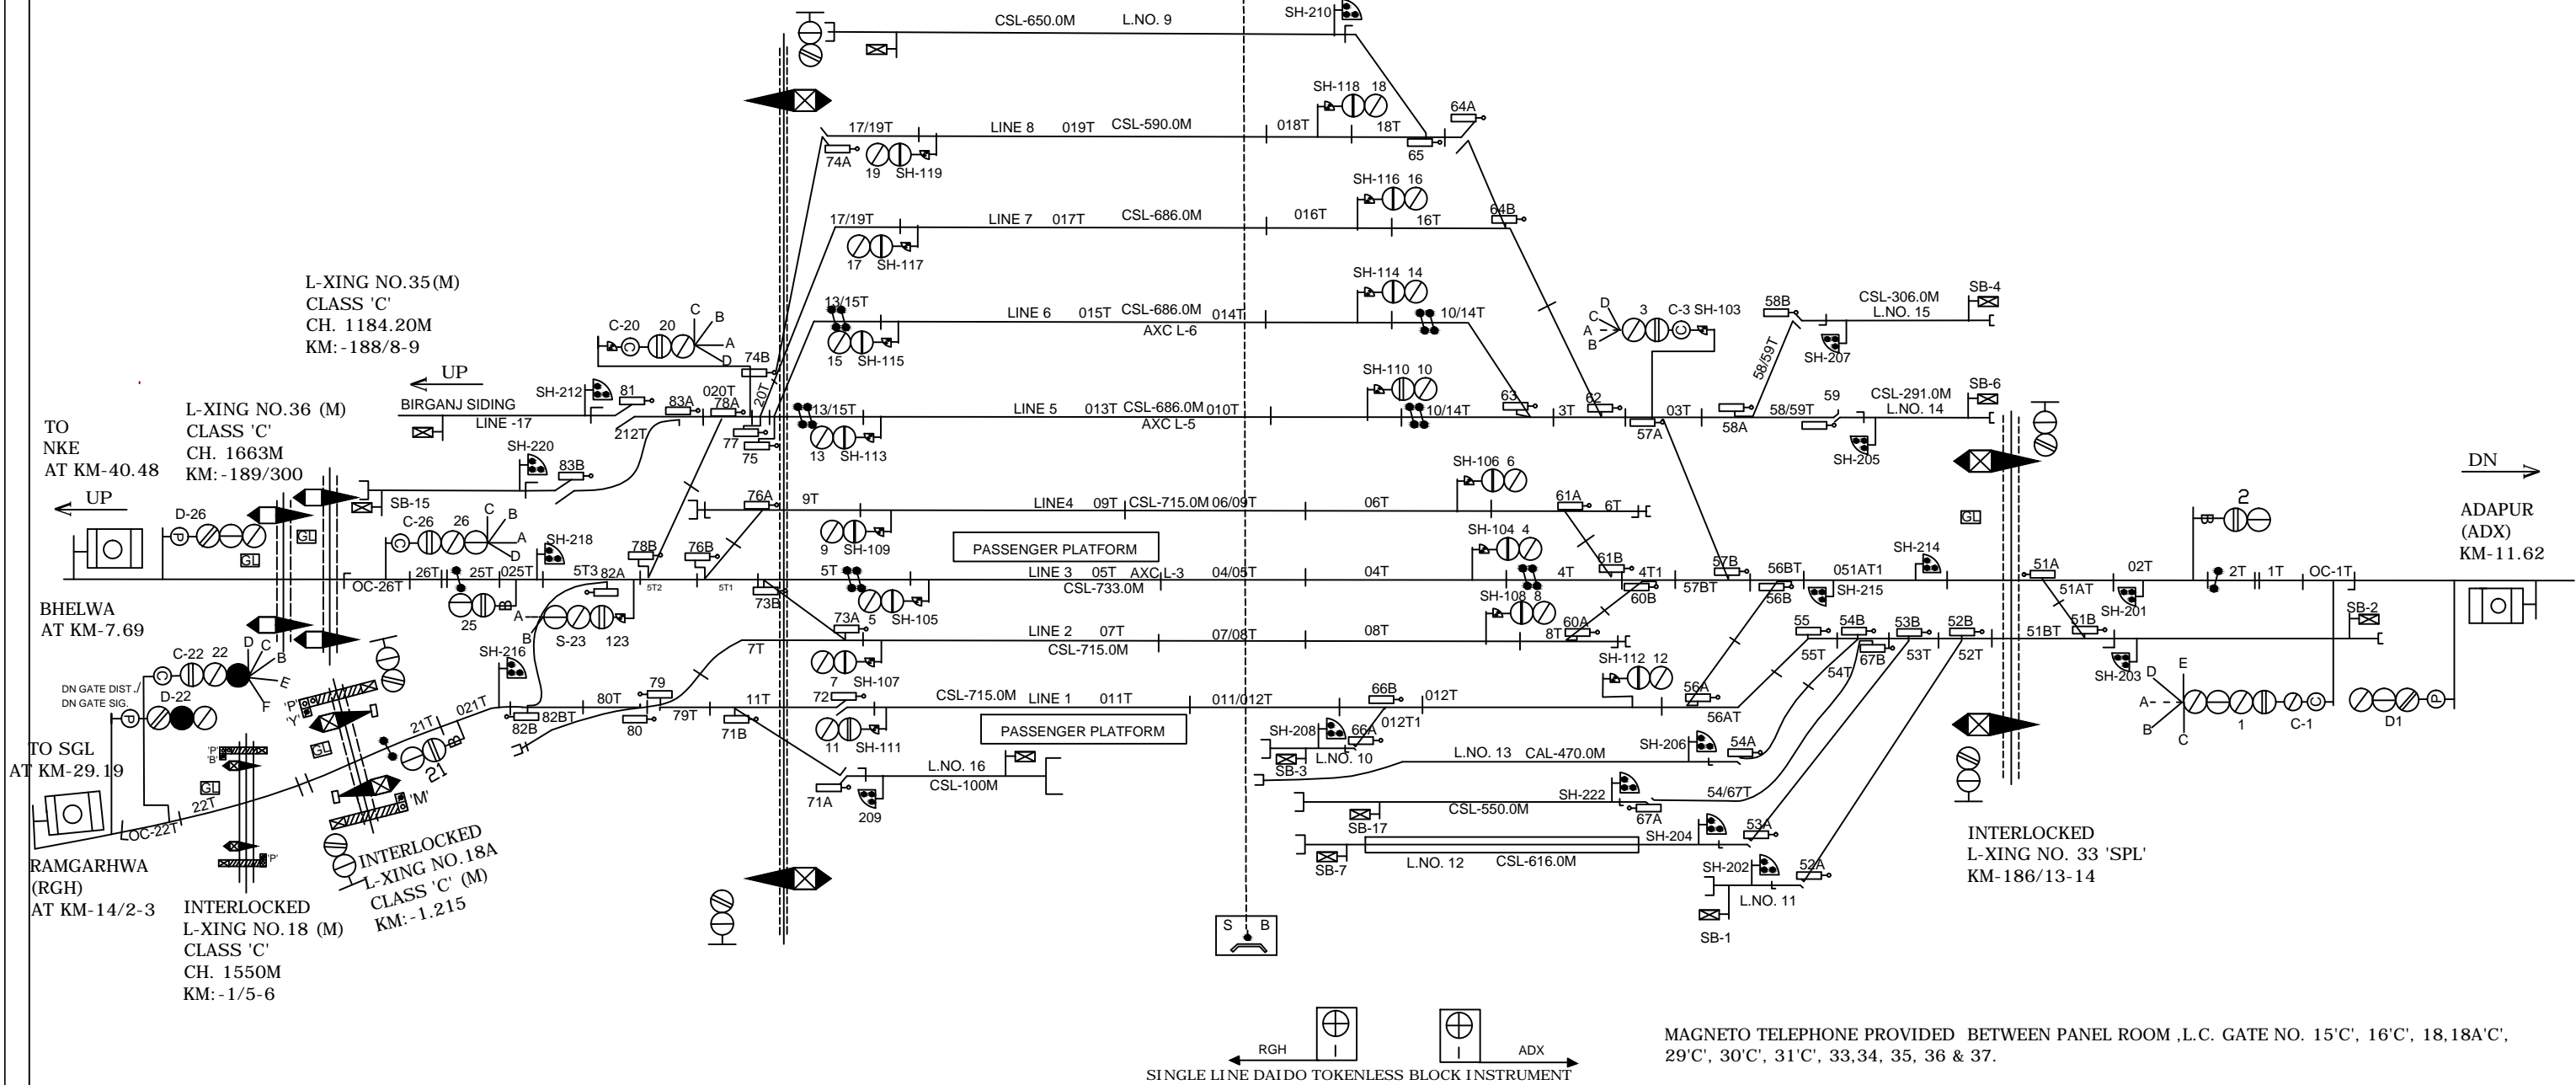 CSL-650.0M L.NO. 9
SH-210
SH-118 18
64A
17/19T LINE 8 019T CSL-590.0M 018T 18T
74A
19 SH-119
65
SH-116 16
64B
17/19T LINE 7 017T CSL-686.0M 016T 16T
17 SH-117
L-XING NO.35(M)
CLASS 'C'
CH. 1184.20M
KM:-188/8-9
SH-114 14
13/15T LINE 6 015T CSL-686.0M 014T 10/14T
AXC L-6
15 SH-115
C-20 20 C B A D
74B
20T
D C A B 3 C-3 SH-103
58B
CSL-306.0M
L.NO. 15
SB-4
SH-207
58/59T
UP
SH-212 81 83A 020T 78A
BIRGANJ SIDING
LINE -17
212T
77
75
SH-110 10
13/15T LINE 5 013T CSL-686.0M 010T 10/14T
AXC L-5
13 SH-113
63 3T 62 03T
57A 58A 58/59T 59
CSL-291.0M
L.NO. 14
SB-6
SH-205
L-XING NO.36 (M)
CLASS 'C'
CH. 1663M
KM:-189/300
TO
NKE
AT KM-40.48
UP
SH-220 83B
SB-15
D-26 P
GL
GL
C-26 26 C B A D
C
SH-218
76A
9T LINE4 09T CSL-715.0M 06/09T 06T 6T
SH-106 6
61A
9 SH-109
PASSENGER PLATFORM
SH-104 4
78B 76B
OC-26T 26T 25T 025T 5T3 82A 5T2 5T1
5T LINE 3 05T AXC L-3 04/05T 04T 4T
CSL-733.0M
73B
5 SH-105
61B 4T1 57B 56BT 051AT1 SH-214
60B 57BT 56B SH-215
51A 02T 2T 1T OC-1T
51AT
SH-201
B 2
GL
DN
ADAPUR
(ADX)
KM-11.62
BHELWA
AT KM-7.69
25 B
A B S-23 123
SH-108 8
73A
7T LINE 2 07T 07/08T 08T 8T
CSL-715.0M
60A
7 SH-107
55 54B 53B 52B
55T 54T 67B 53T 52T
51BT 51B SB-2
SH-203
C-22 22 D C B E F
C
D-22
P
DN GATE DIST./
DN GATE SIG.
SH-216
82B 82BT 80T 80 79 79T
11T 72 CSL-715.0M LINE 1 011T 011/012T 66B 012T
71B
11 SH-111
PASSENGER PLATFORM
SH-112 12
56A
56AT
E D A B C
1 C-1 C
D1 P
'P'
'Y'
GL
21T 021T
21 B
'M'
TO SGL
AT KM-29.19
'P'
'B'
GL
22T
OC-22T
'P'
SH-208 66A 012T1
SB-3 L.NO. 10
L.NO. 13 CAL-470.0M
SH-206 54A
L.NO. 16
CSL-100M
71A
209
CSL-550.0M SH-222 54/67T
67A
SB-17
SH-204 53A
SB-7 L.NO. 12 CSL-616.0M
SH-202 52A
L.NO. 11
SB-1
RAMGARHWA
(RGH)
AT KM-14/2-3
INTERLOCKED
L-XING NO.18A
CLASS 'C' (M)
KM:-1.215
INTERLOCKED
L-XING NO.18 (M)
CLASS 'C'
CH. 1550M
KM:-1/5-6
INTERLOCKED
L-XING NO. 33 'SPL'
KM-186/13-14
S B
RGH ADX
SINGLE LINE DAIDO TOKENLESS BLOCK INSTRUMENT
MAGNETO TELEPHONE PROVIDED BETWEEN PANEL ROOM ,L.C. GATE NO. 15'C', 16'C', 18,18A'C',
29'C', 30'C', 31'C', 33,34, 35, 36 & 37.